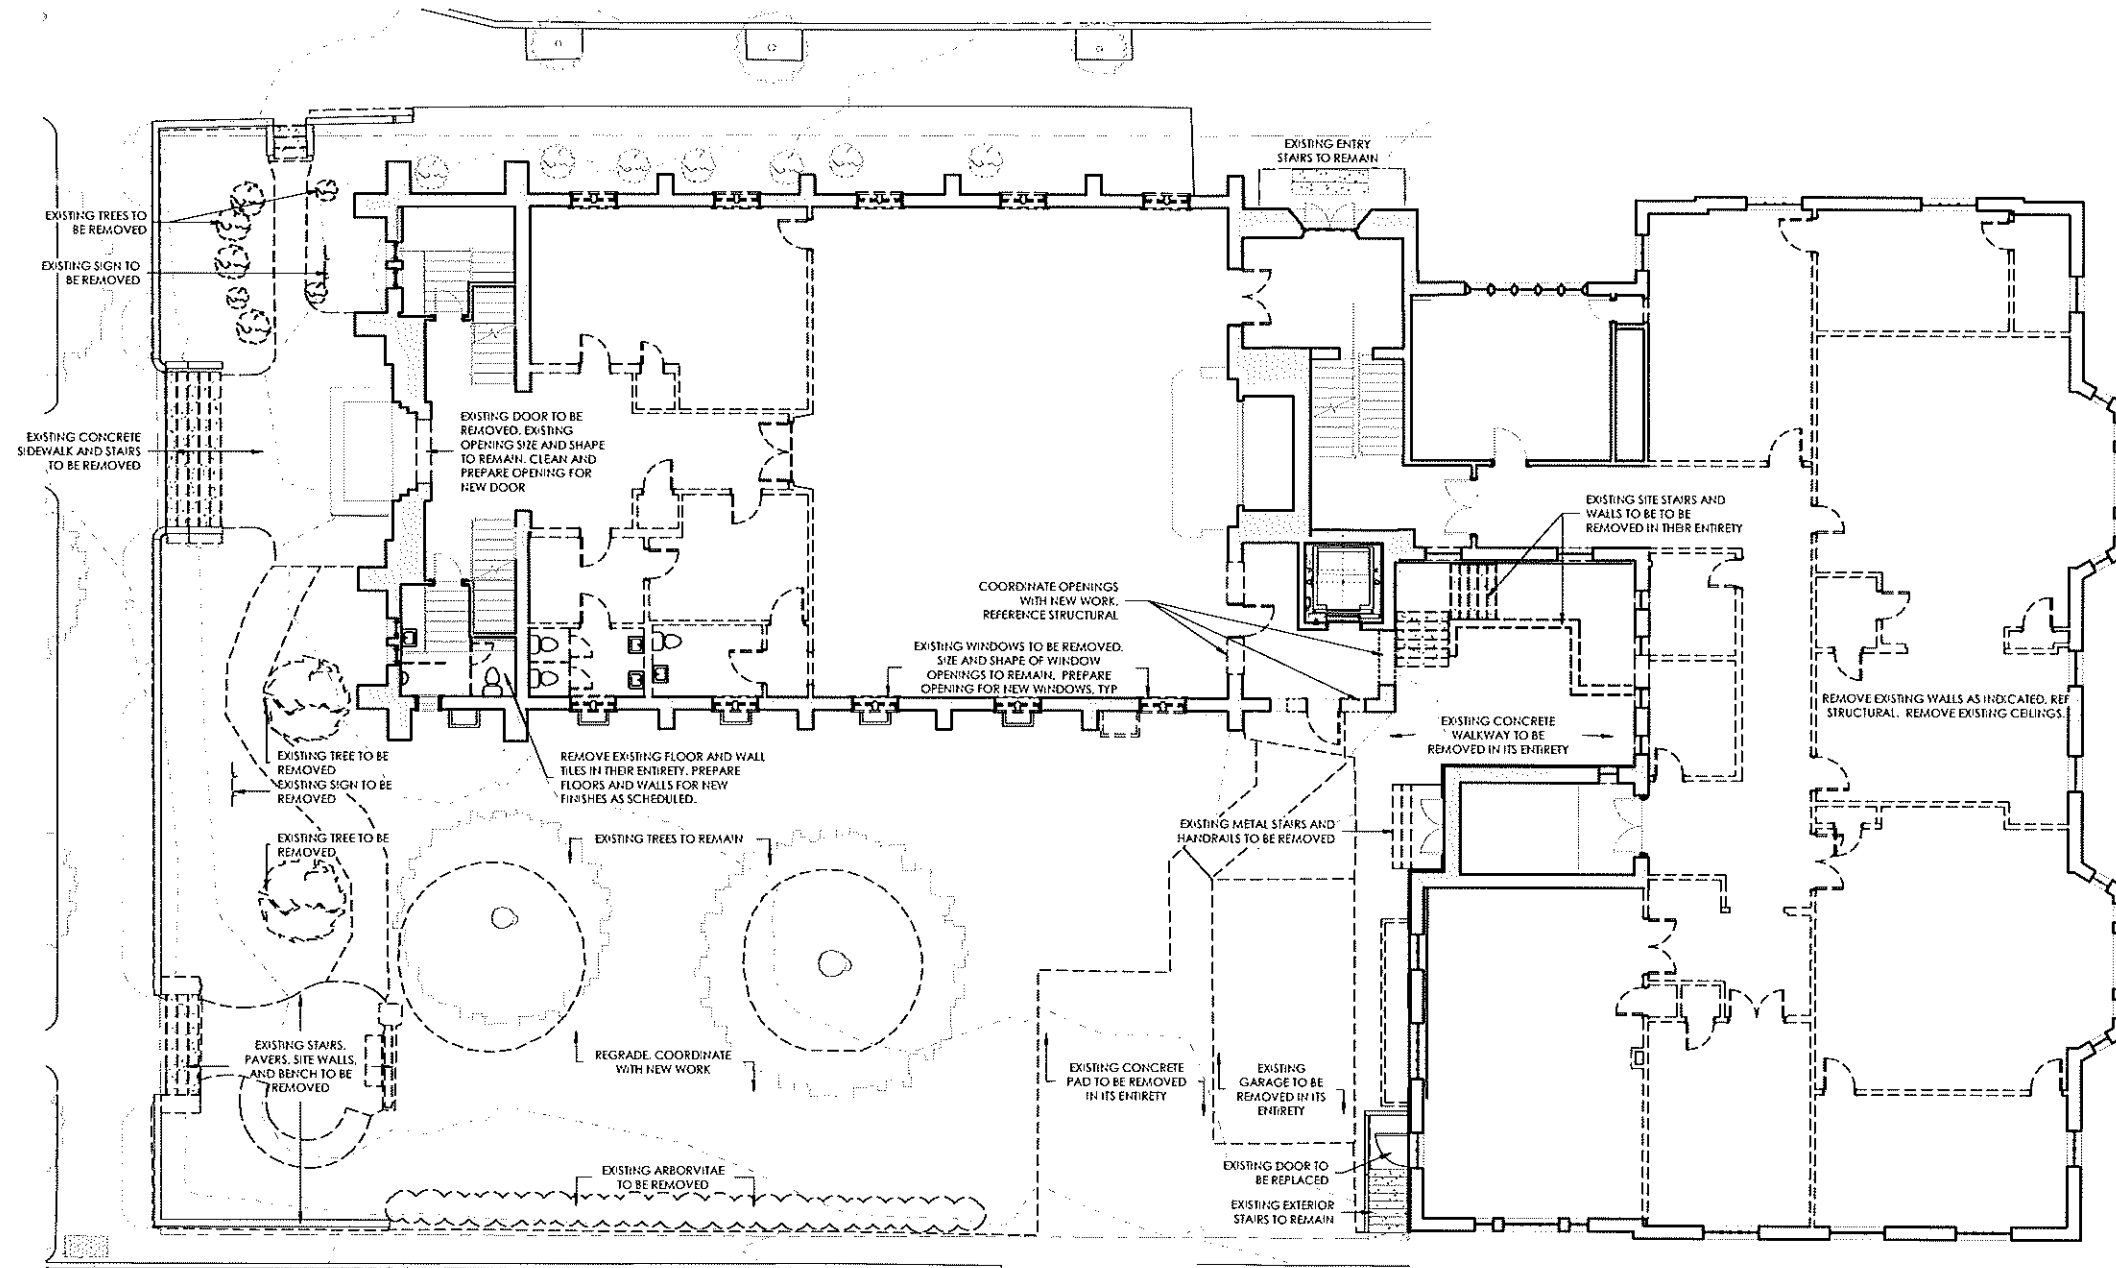 EXISTING ENTRY
STAIRS TO REMAIN
EXISTING TREES TO
BE REMOVED
EXISTING SIGN TO
BE REMOVED
EXISTING CONCRETE
SIDEWALK AND STAIRS
TO BE REMOVED
EXISTING DOOR TO BE
REMOVED. EXISTING
OPENING SIZE AND SHAPE
TO REMAIN. CLEAN AND
PREPARE OPENING FOR
NEW DOOR
EXISTING SITE STAIRS AND
WALLS TO BE TO BE
REMOVED IN THEIR ENTIRETY
COORDINATE OPENINGS
WITH NEW WORK.
REFERENCE STRUCTURAL
EXISTING WINDOWS TO BE REMOVED.
SIZE AND SHAPE OF WINDOW
OPENINGS TO REMAIN. PREPARE
OPENING FOR NEW WINDOWS, TYP
REMOVE EXISTING WALLS AS INDICATED, REF
STRUCTURAL. REMOVE EXISTING CEILINGS.
EXISTING CONCRETE
WALKWAY TO BE
REMOVED IN ITS ENTIRETY
EXISTING TREE TO BE
REMOVED
EXISTING SIGN TO BE
REMOVED
REMOVE EXISTING FLOOR AND WALL
TILES IN THEIR ENTIRETY. PREPARE
FLOORS AND WALLS FOR NEW
FINISHES AS SCHEDULED.
EXISTING TREE TO BE
REMOVED
EXISTING TREES TO REMAIN
EXISTING METAL STAIRS AND
HANDRAILS TO BE REMOVED
EXISTING STAIRS,
PAVERS, SITE WALLS,
AND BENCH TO BE
REMOVED
REGRADE. COORDINATE
WITH NEW WORK
EXISTING CONCRETE
PAD TO BE REMOVED
IN ITS ENTIRETY
EXISTING
GARAGE TO BE
REMOVED IN ITS
ENTIRETY
EXISTING ARBORVITAE
TO BE REMOVED
EXISTING DOOR TO
BE REPLACED
EXISTING EXTERIOR
STAIRS TO REMAIN